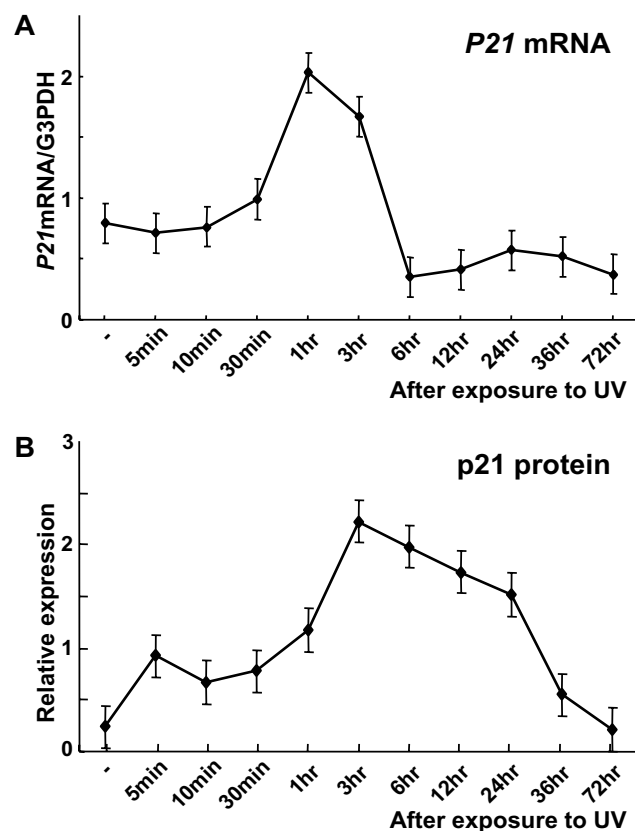 A
P21 mRNA
P21mRNA/G3PDH
2
1
0
- 5min 10min 30min 1hr 3hr 6hr 12hr 24hr 36hr 72hr
After exposure to UV
B
p21 protein
Relative expression
3
2
1
0
- 5min 10min 30min 1hr 3hr 6hr 12hr 24hr 36hr 72hr
After exposure to UV